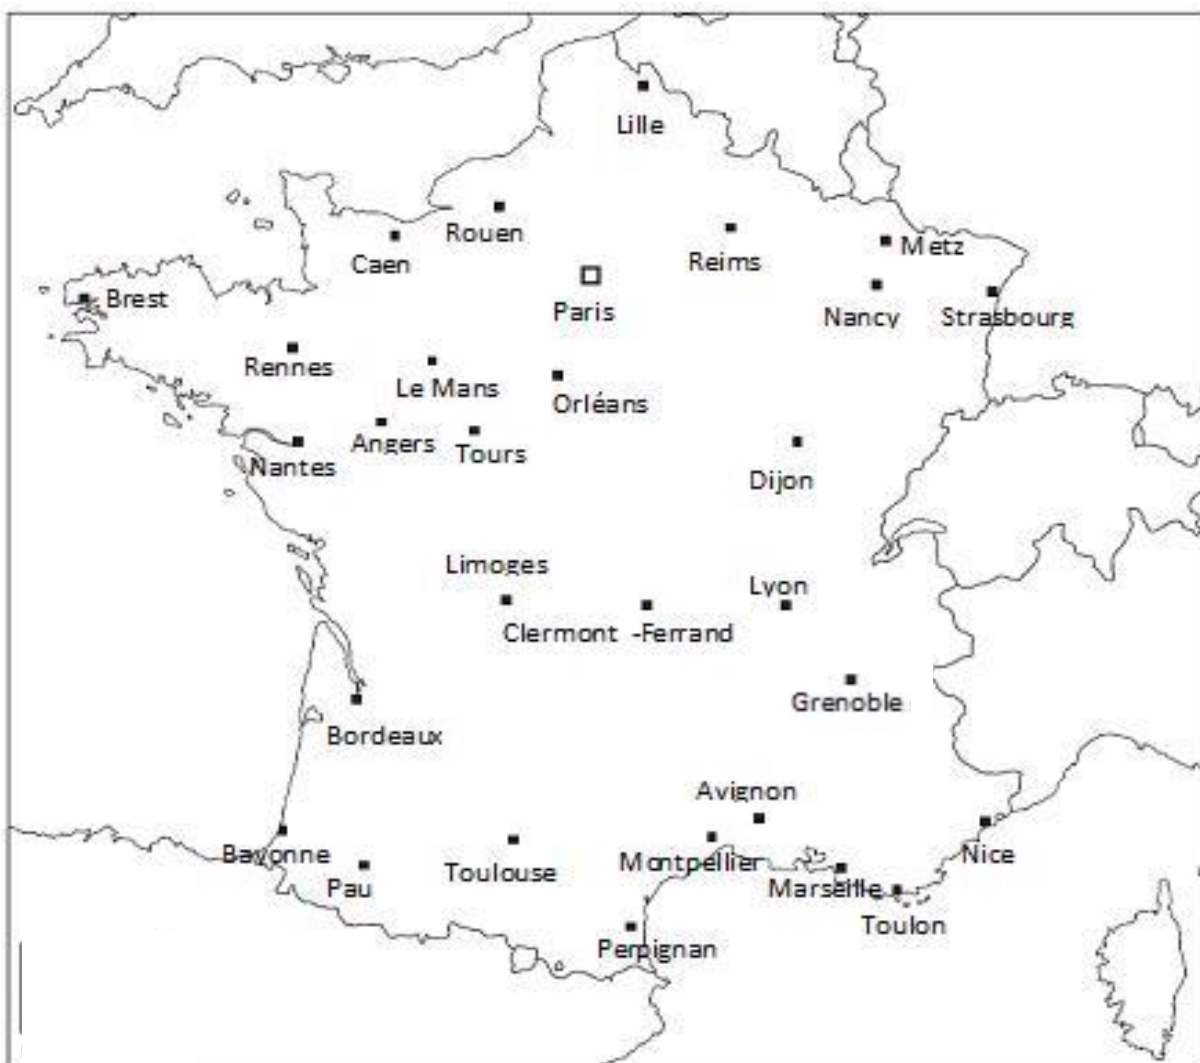 Lille
Rouen
Caen
Reims
Metz
Paris
Brest
Nancy
Strasbourg
Rennes
Le Mans
Orléans
Angers
Tours
Nantes
Dijon
Limoges
Lyon
Clermont -Ferrand
Grenoble
Bordeaux
Avignon
Bayonne
Pau
Toulouse
Montpellier
Nice
Marseille
Toulon
Perpignan